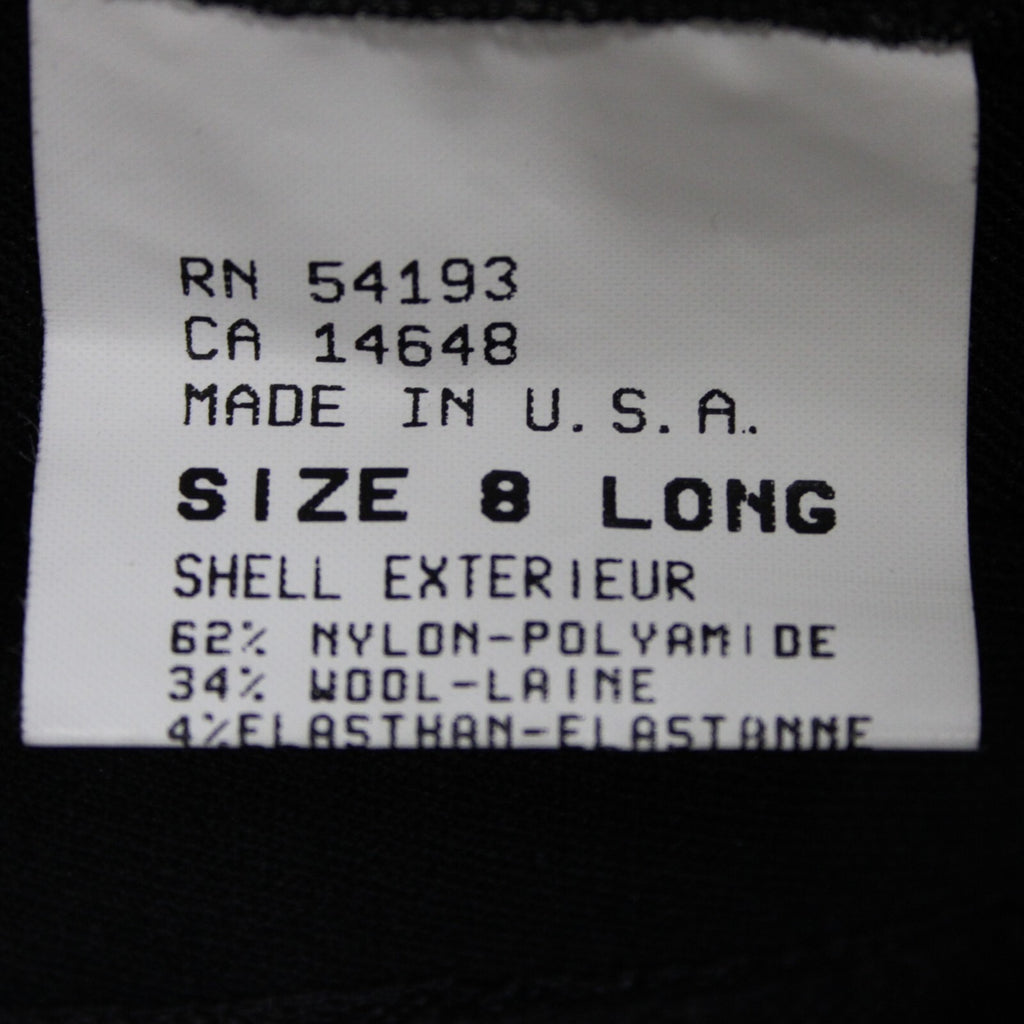 RN 54193
CA 14648
MADE IN U.S.A.
SIZE 8 LONG
SHELL EXTERIEUR
62% NYLON-POLYAMIDE
34% WOOL-LAINE
4%ELASTHAN-ELASTANNE